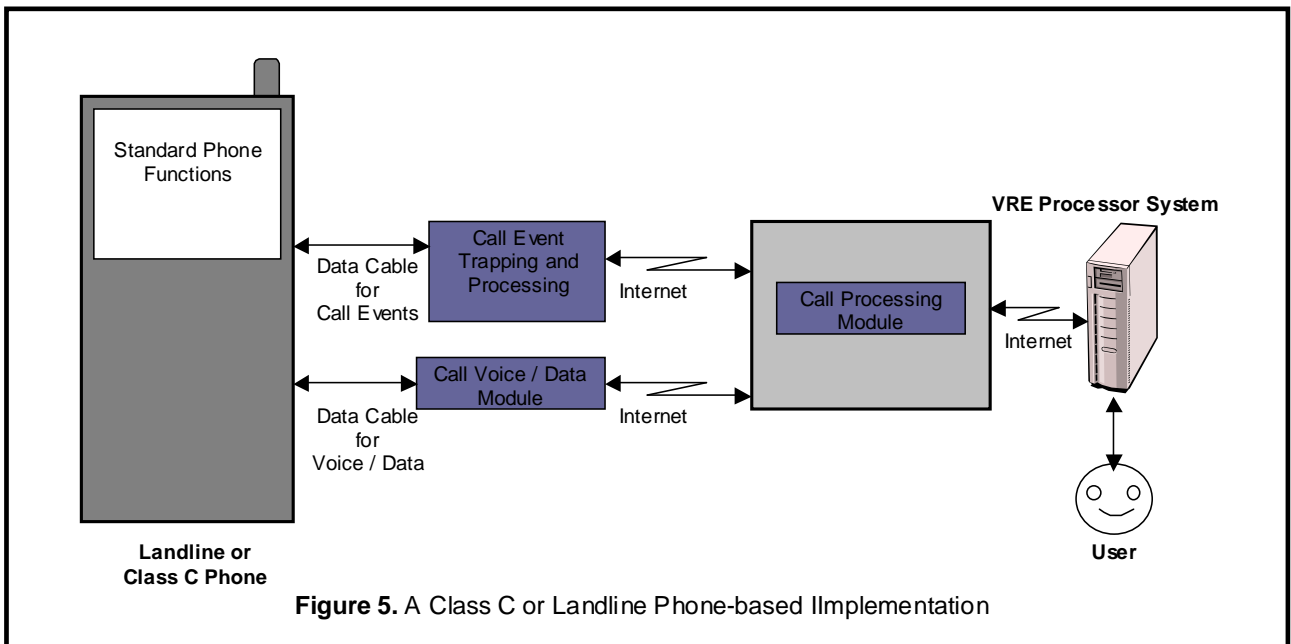 Standard Phone
Functions
Data Cable
for
Call Events
Call Event
Trapping and
Processing
Internet
Data Cable
for
Voice / Data
Call Voice / Data
Module
Internet
Call Processing
Module
Internet
VRE Processor System
User
Landline or
Class C Phone
Figure 5. A Class C or Landline Phone-based IImplementation